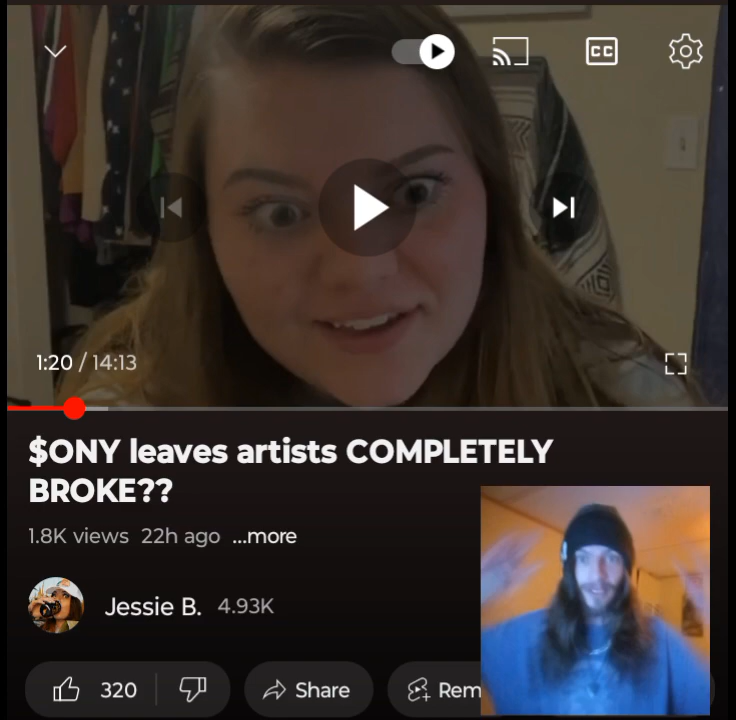 CC
1:20 / 14:13
$ONY leaves artists COMPLETELY
BROKE??
1.8K views 22h ago ...more
Jessie B. 4.93K
320 Share Rem